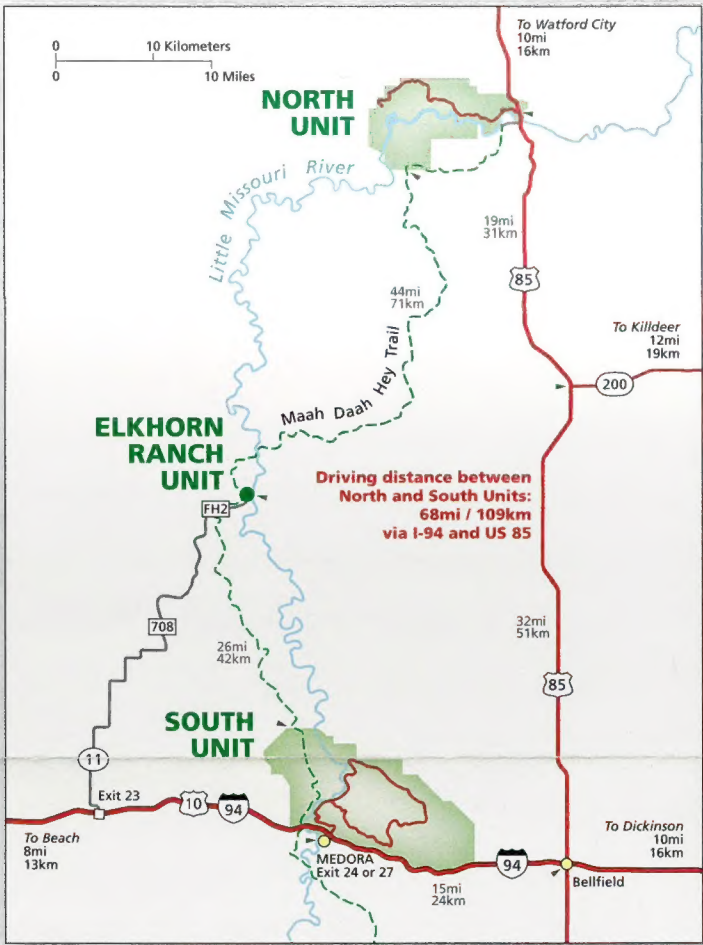 To Watford City
10mi
16km
0 10 Kilometers
0 10 Miles
NORTH
UNIT
Little Missouri River
19mi
31km
85
44mi
71km
To Killdeer
12mi
19km
200
Maah Daah Hey Trail
ELKHORN
RANCH
UNIT
FH2
Driving distance between
North and South Units:
68mi / 109km
via I-94 and US 85
708
26mi
42km
32mi
51km
85
SOUTH
UNIT
11
Exit 23
10
94
To Beach
8mi
13km
MEDORA
Exit 24 or 27
15mi
24km
94
To Dickinson
10mi
16km
Bellfield